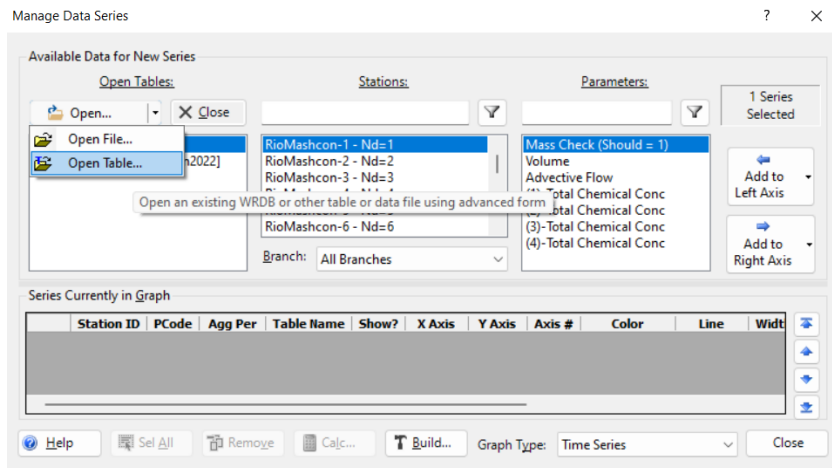 Manage Data Series
Available Data for New Series
Open Tables:
Stations:
Parameters:
1 Series
Selected
Open...
Close
Open File...
Open Table...
n2022]
Open an existing WRDB or other table or data file using advanced form
RioMashcon-1 - Nd=1
RioMashcon-2 - Nd=2
RioMashcon-3 - Nd=3
RioMashcon-6 - Nd=6
Branch:
All Branches
Mass Check (Should = 1)
Volume
Advective Flow
Total Chemical Conc
Total Chemical Conc
(3)-Total Chemical Conc
(4)-Total Chemical Conc
Add to
Left Axis
Add to
Right Axis
Series Currently in Graph
Station ID PCode Agg Per Table Name Show? X Axis Y Axis Axis # Color Line Widt
Help
Sel All
Remove
Calc...
Build...
Graph Type:
Time Series
Close